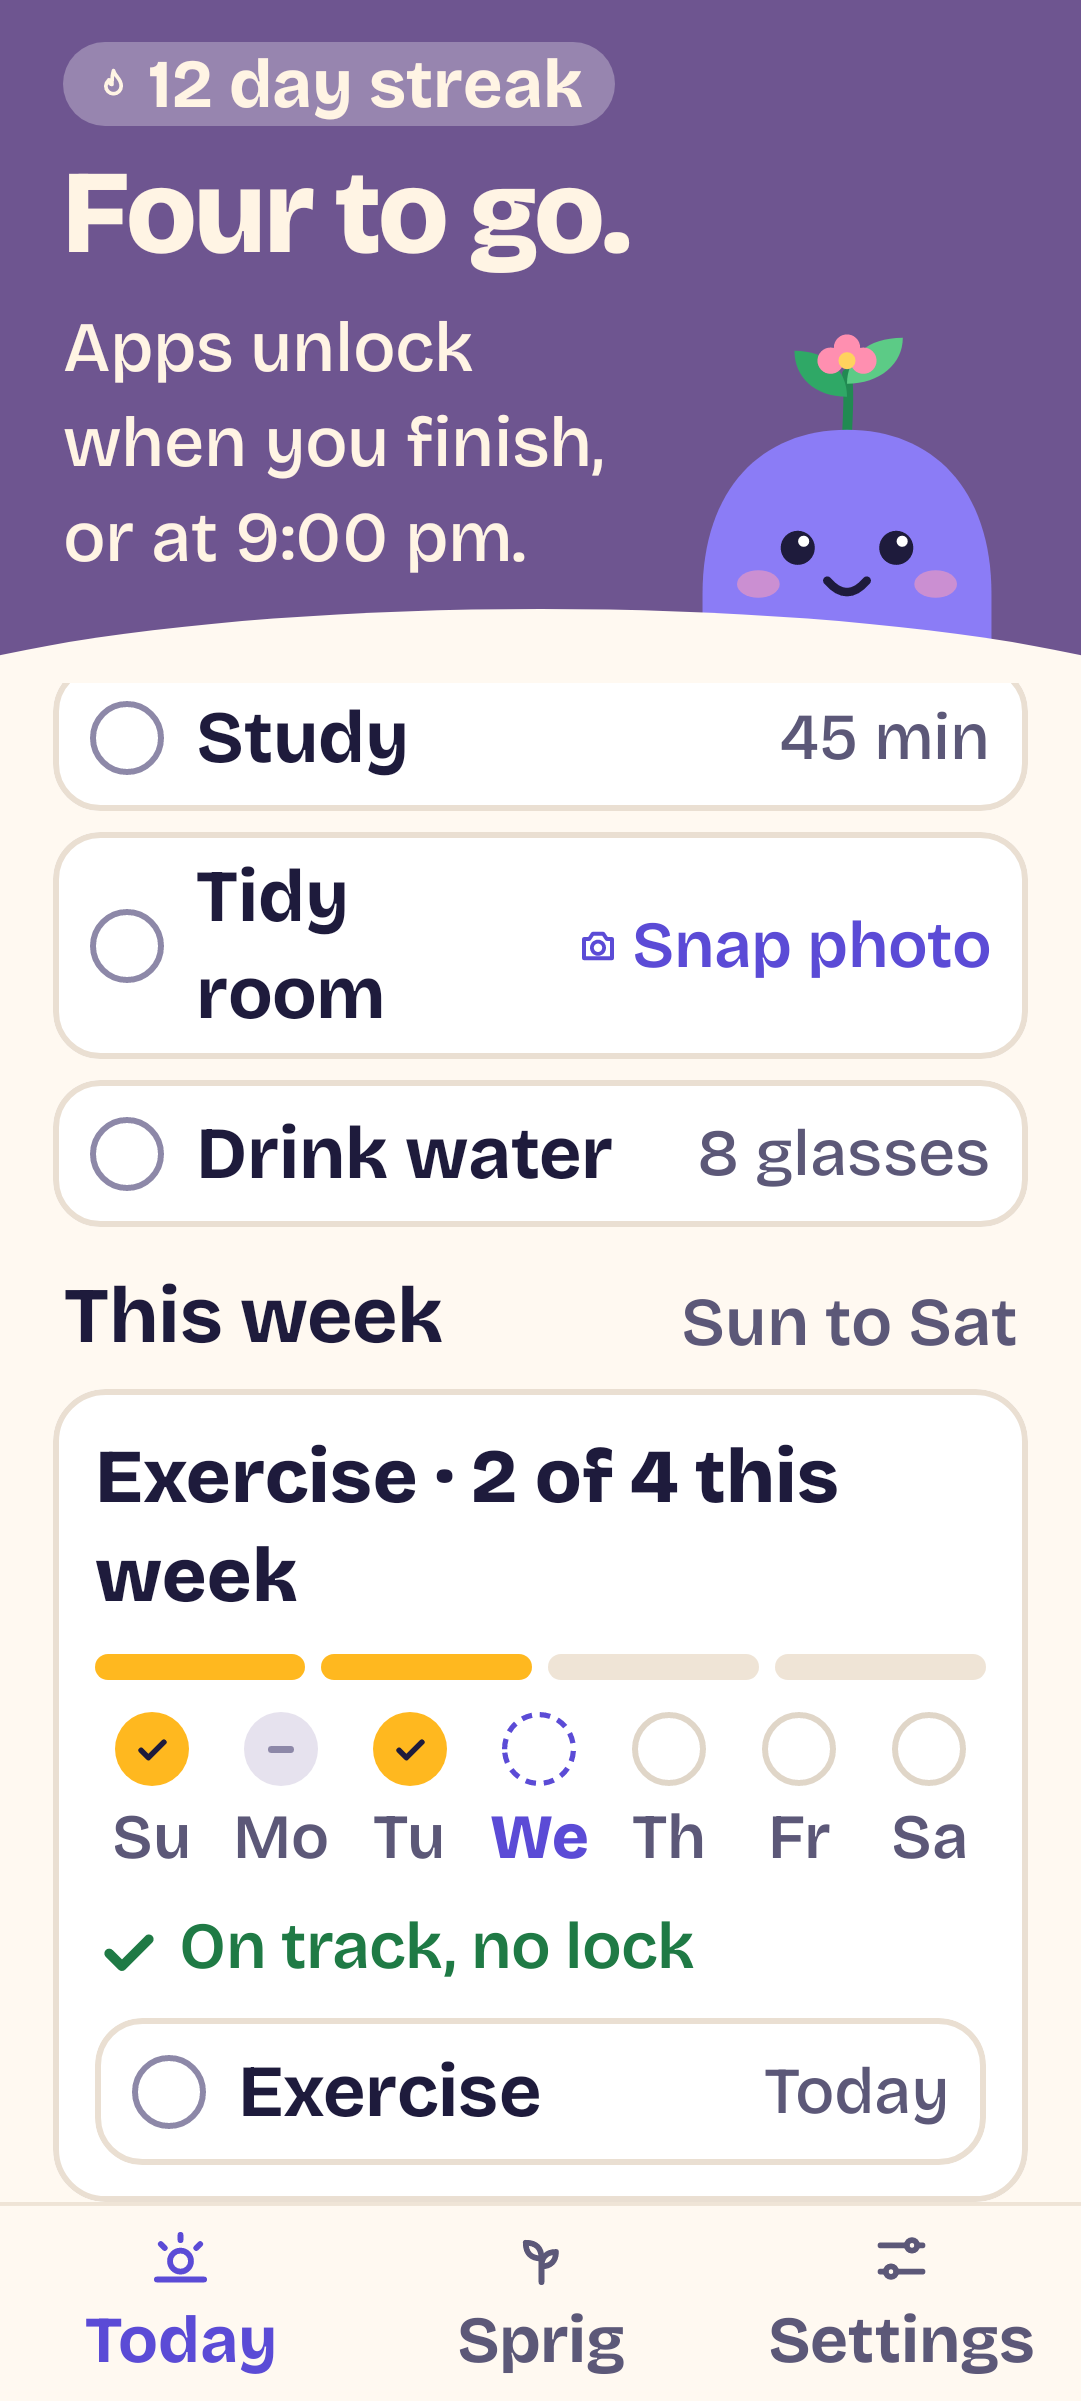 12 day streak
Four to go.
Apps unlock
when you finish,
or at 9:00 pm.
Study 45 min
Tidy
room
Snap photo
Drink water 8 glasses
This week Sun to Sat
Exercise · 2 of 4 this
week
Su Mo Tu We Th Fr Sa
On track, no lock
Exercise Today
Today Sprig Settings